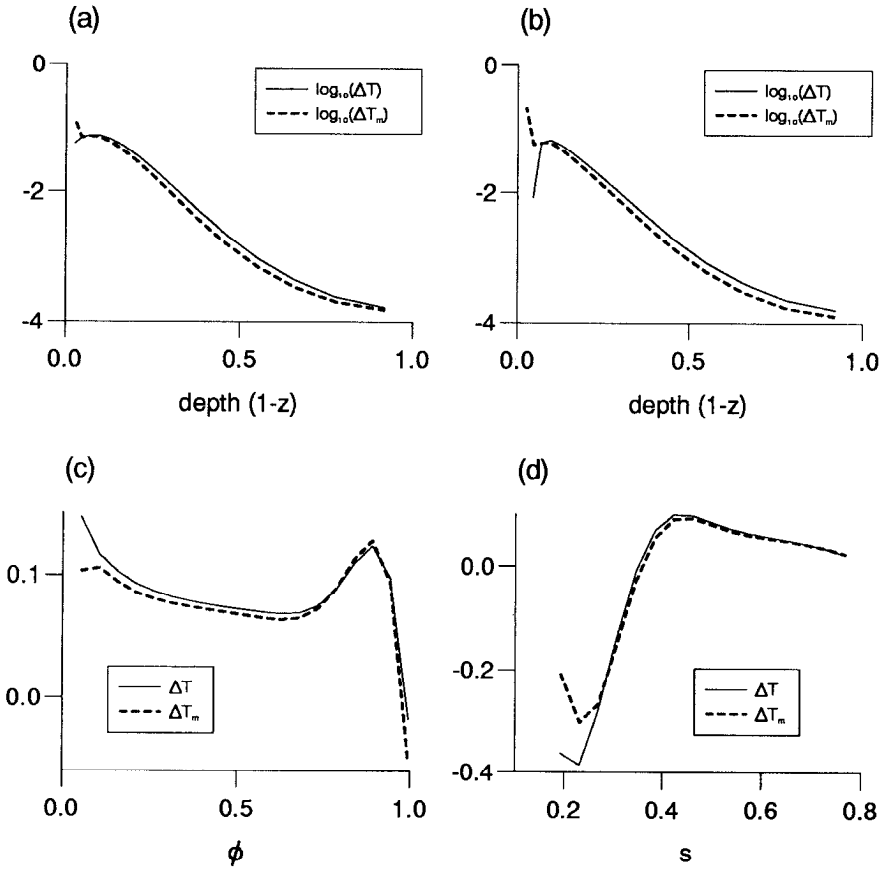 (a)
0
-2
-4
0.0 0.5 1.0
depth (1-z)
log₁₀(ΔT)
log₁₀(ΔTₘ)
(b)
0
-2
-4
0.0 0.5 1.0
depth (1-z)
log₁₀(ΔT)
log₁₀(ΔTₘ)
(c)
0.1
0.0
0.0 0.5 1.0
ϕ
ΔT
ΔTₘ
(d)
0.0
-0.2
-0.4
0.2 0.4 0.6 0.8
s
ΔT
ΔTₘ